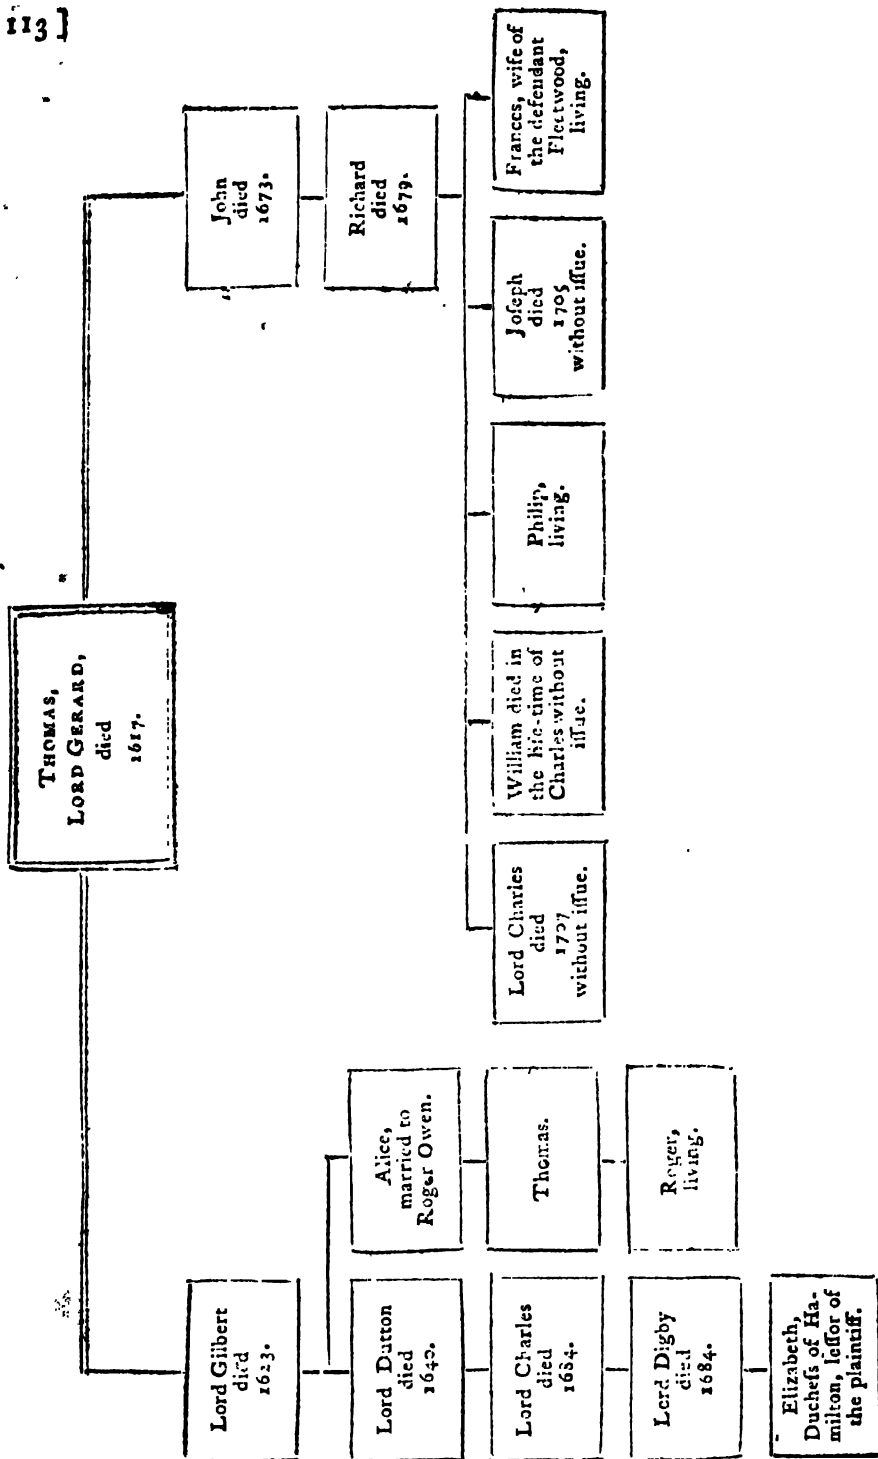 113 ]
THOMAS,
LORD GERARD,
died
1617.
Lord Gilbert
died
1623.
John
died
1673.
Lord Dutton
died
1640.
Alice,
married to
Roger Owen.
Richard
died
1679.
Lord Charles
died
1684.
Thomas.
Lord Charles
died
1707
without iſſue.
William died in
the life-time of
Charles without
iſſue.
Philip,
living.
Joſeph
died
1705
without iſſue.
Frances, wife of
the defendant
Fleetwood,
living.
Lord Digby
died
1684.
Roger,
living.
Elizabeth,
Ducheſs of Ha-
milton, leſſor of
the plaintiff.